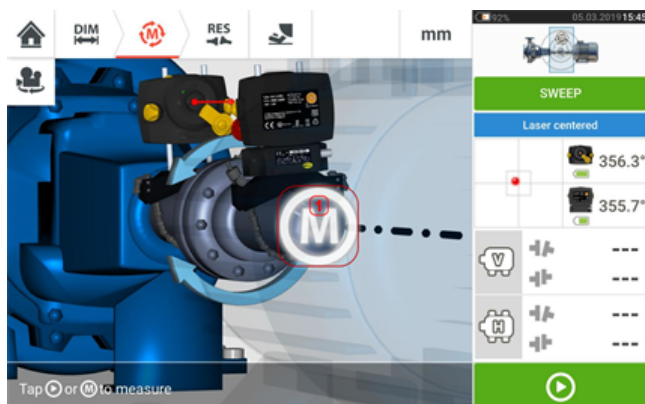 DIM
M
RES
mm
92%
05.03.2019 15:45
SWEEP
Laser centered
356.3°
355.7°
1
M
V
---
---
H
---
---
Tap or M to measure